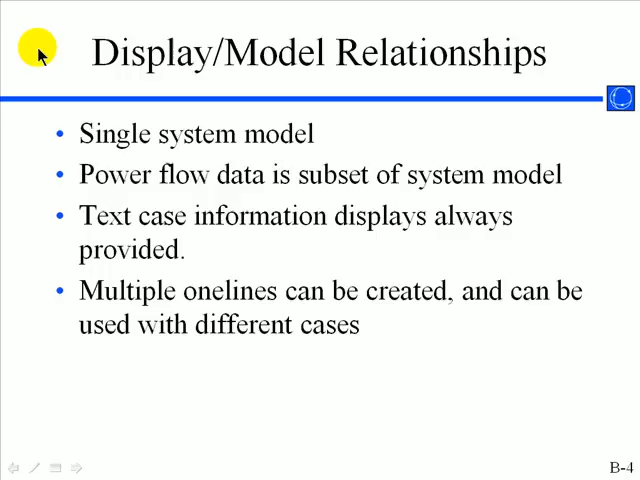 Display/Model Relationships
• Single system model
• Power flow data is subset of system model
• Text case information displays always
provided.
• Multiple onelines can be created, and can be
used with different cases
B-4